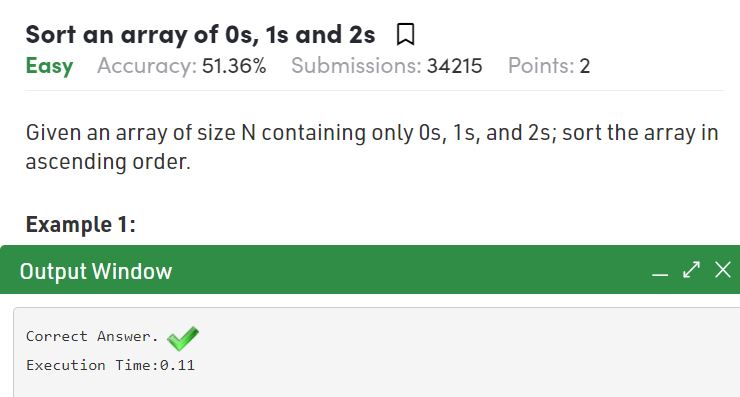 Sort an array of 0s, 1s and 2s
Easy Accuracy: 51.36% Submissions: 34215 Points: 2
Given an array of size N containing only 0s, 1s, and 2s; sort the array in
ascending order.
Example 1:
Output Window
Correct Answer.
Execution Time:0.11